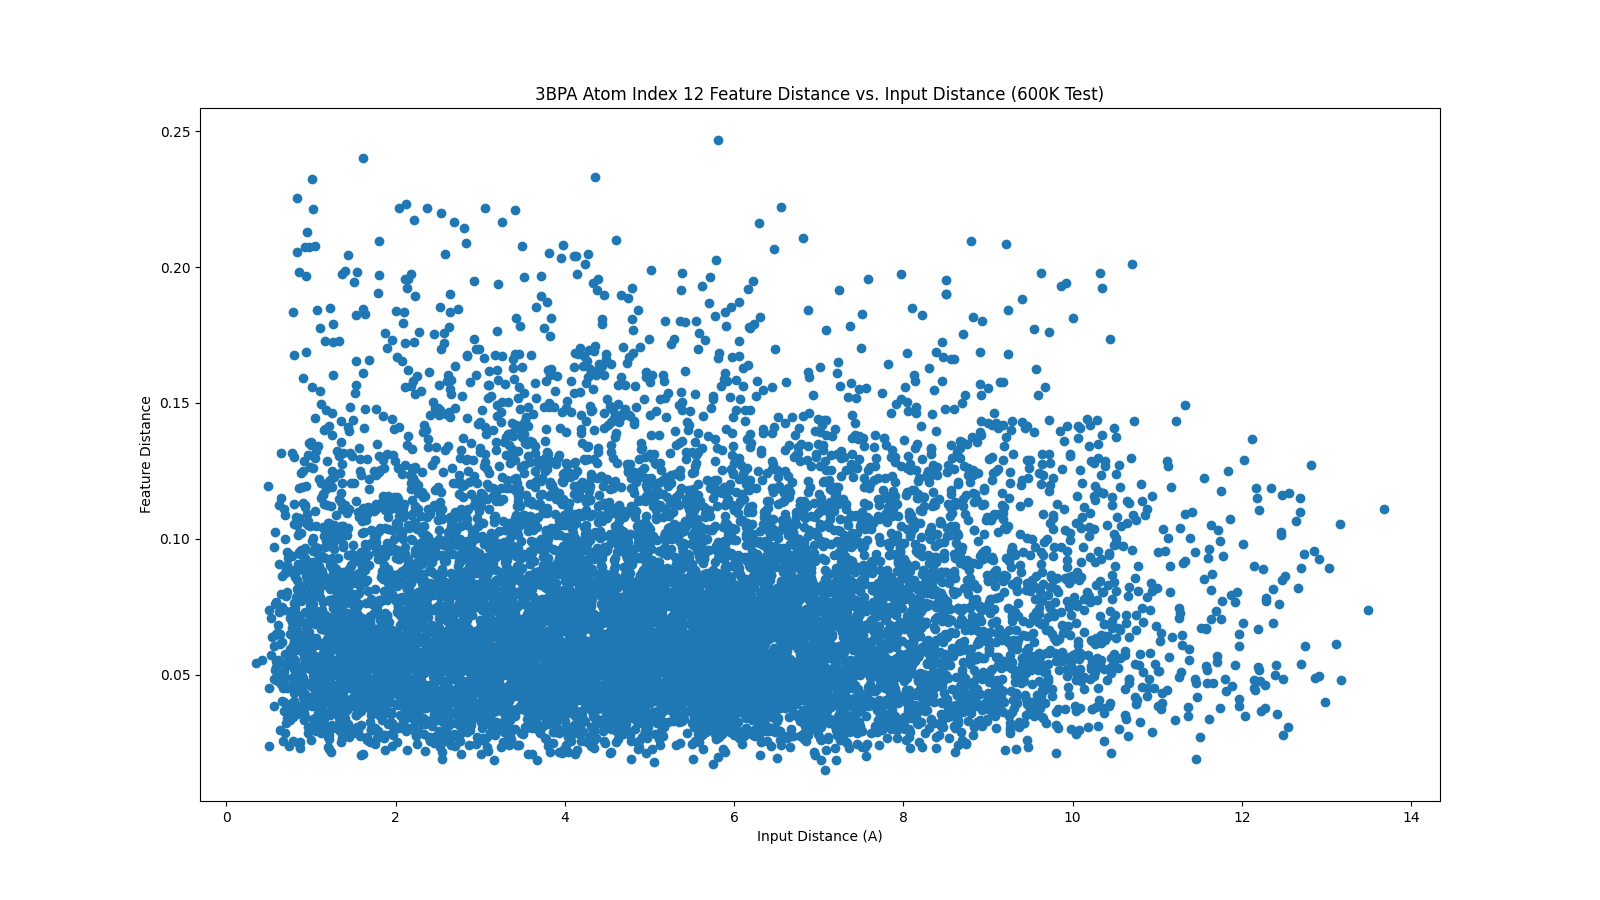 3BPA Atom Index 12 Feature Distance vs. Input Distance (600K Test)
0.25
0.20
0.15
0.10
0.05
Feature Distance
0 2 4 6 8 10 12 14
Input Distance (A)